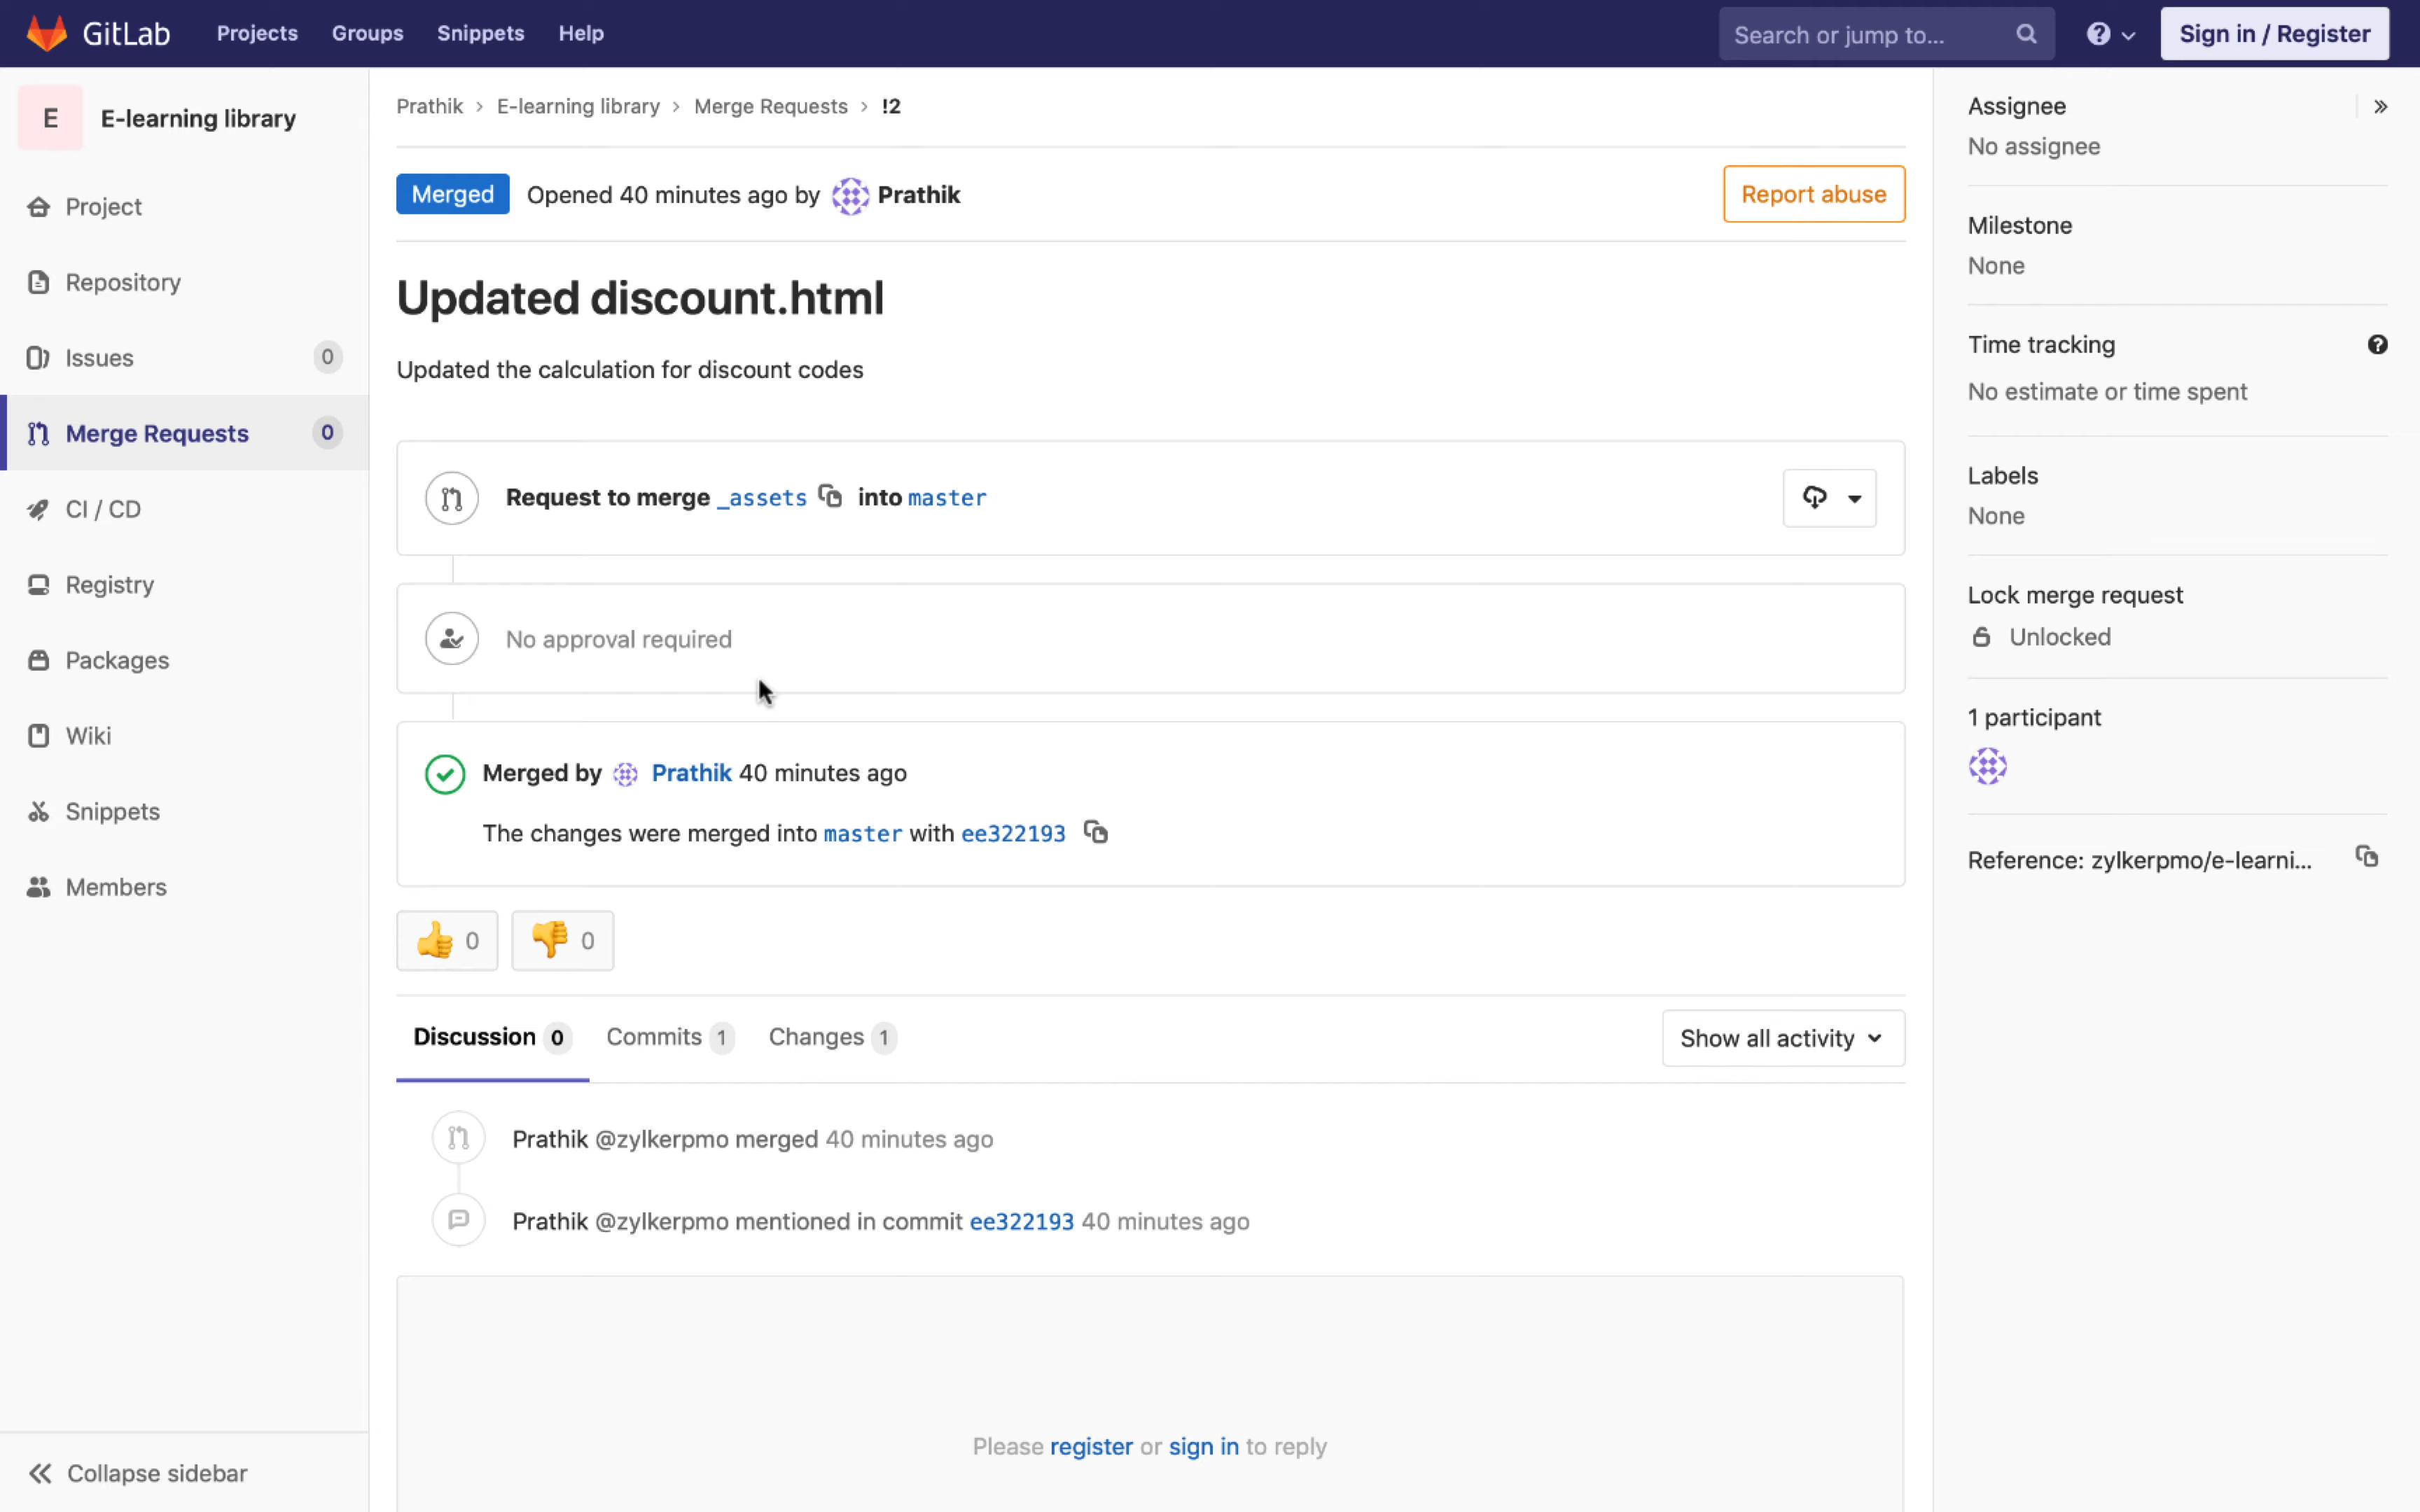 GitLab Projects Groups Snippets Help Search or jump to... Sign in / Register
E E-learning library
Project
Repository
Issues 0
Merge Requests 0
CI / CD
Registry
Packages
Wiki
Snippets
Members
Collapse sidebar
Prathik > E-learning library > Merge Requests > !2
Merged Opened 40 minutes ago by Prathik Report abuse
Updated discount.html
Updated the calculation for discount codes
Request to merge _assets into master
No approval required
Merged by Prathik 40 minutes ago
The changes were merged into master with ee322193
👍 0 👎 0
Discussion 0 Commits 1 Changes 1 Show all activity
Prathik @zylkerpmo merged 40 minutes ago
Prathik @zylkerpmo mentioned in commit ee322193 40 minutes ago
Please register or sign in to reply
Assignee
No assignee
Milestone
None
Time tracking
No estimate or time spent
Labels
None
Lock merge request
Unlocked
1 participant
Reference: zylkerpmo/e-learni...